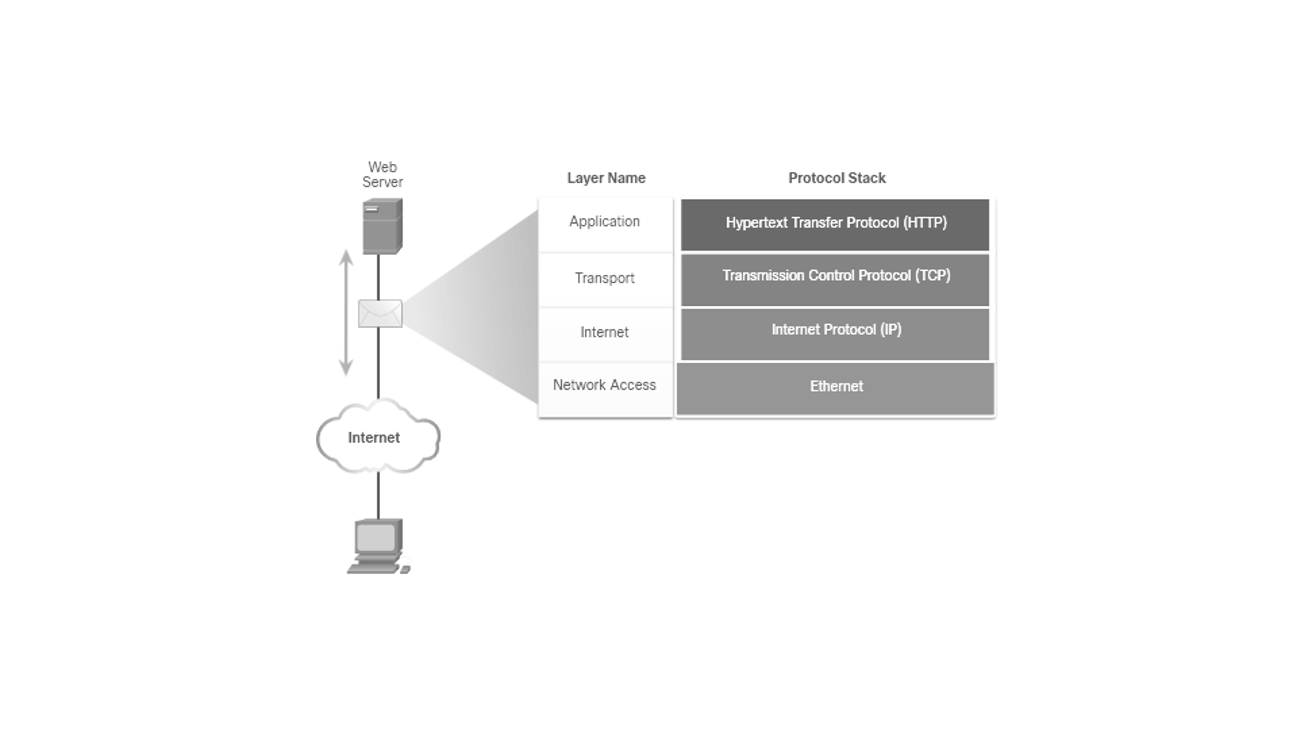 Web
Server
Layer Name
Protocol Stack
Application
Hypertext Transfer Protocol (HTTP)
Transport
Transmission Control Protocol (TCP)
Internet
Internet Protocol (IP)
Network Access
Ethernet
Internet